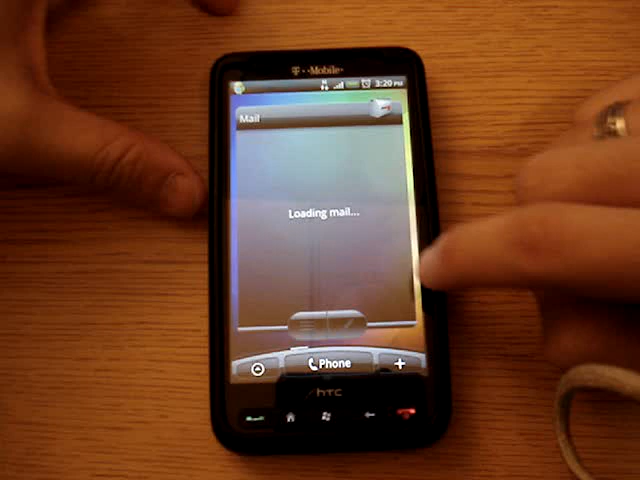 T··Mobile·
3:20 PM
Mail
Loading mail...
Phone
hTC